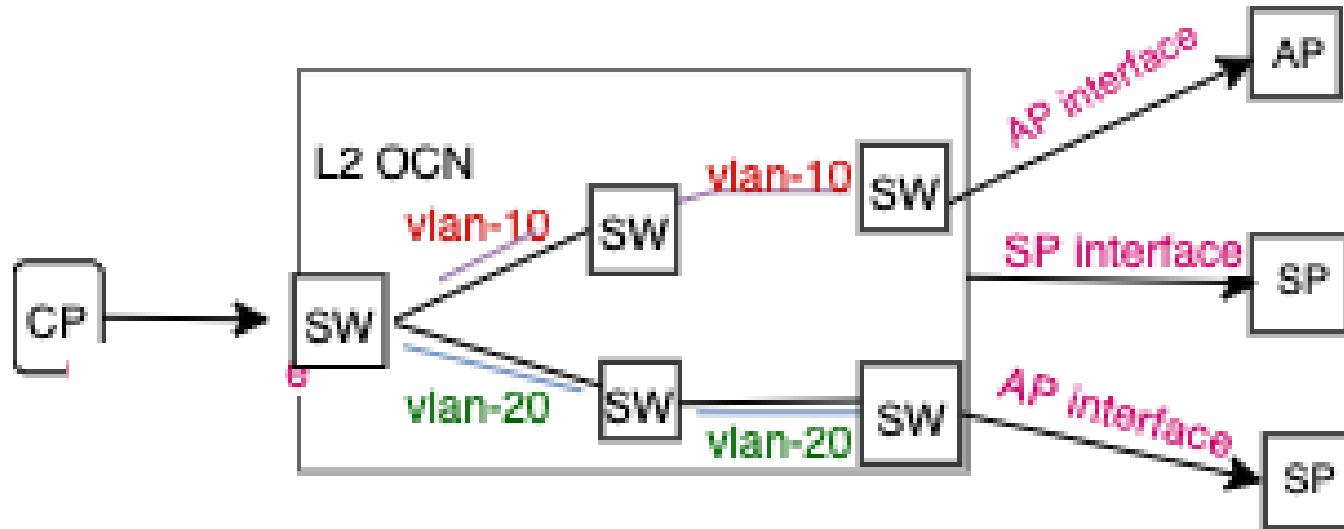 AP
AP interface
L2 OCN
vlan-10
SW
vlan-10
SW
SP interface
SP
CP
SW
e
vlan-20
SW
vlan-20
SW
AP interface
SP